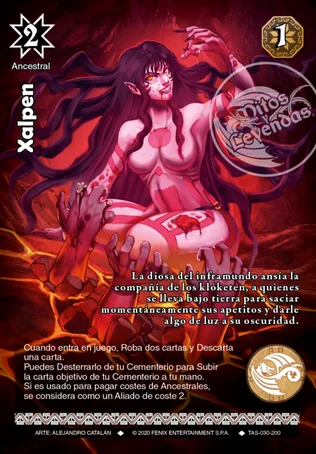 2
1
Ancestral
Xalpen
Mitos y Leyendas
La diosa del inframundo ansía la
compañía de los klóketen, a quienes
se lleva bajo tierra para saciar
momentáneamente sus apetitos y darle
algo de luz a su oscuridad.
Cuando entra en juego, Roba dos cartas y Descarta
una carta.
Puedes Desterrarlo de tu Cementerio para Subir
la carta objetivo de tu Cementerio a tu mano.
Si es usado para pagar costes de Ancestrales,
se considera como un Aliado de coste 2.
ARTE: ALEJANDRO CATALÁN ◆ © 2020 FENIX ENTERTAINMENT S.P.A. ◆ TAS-030-200